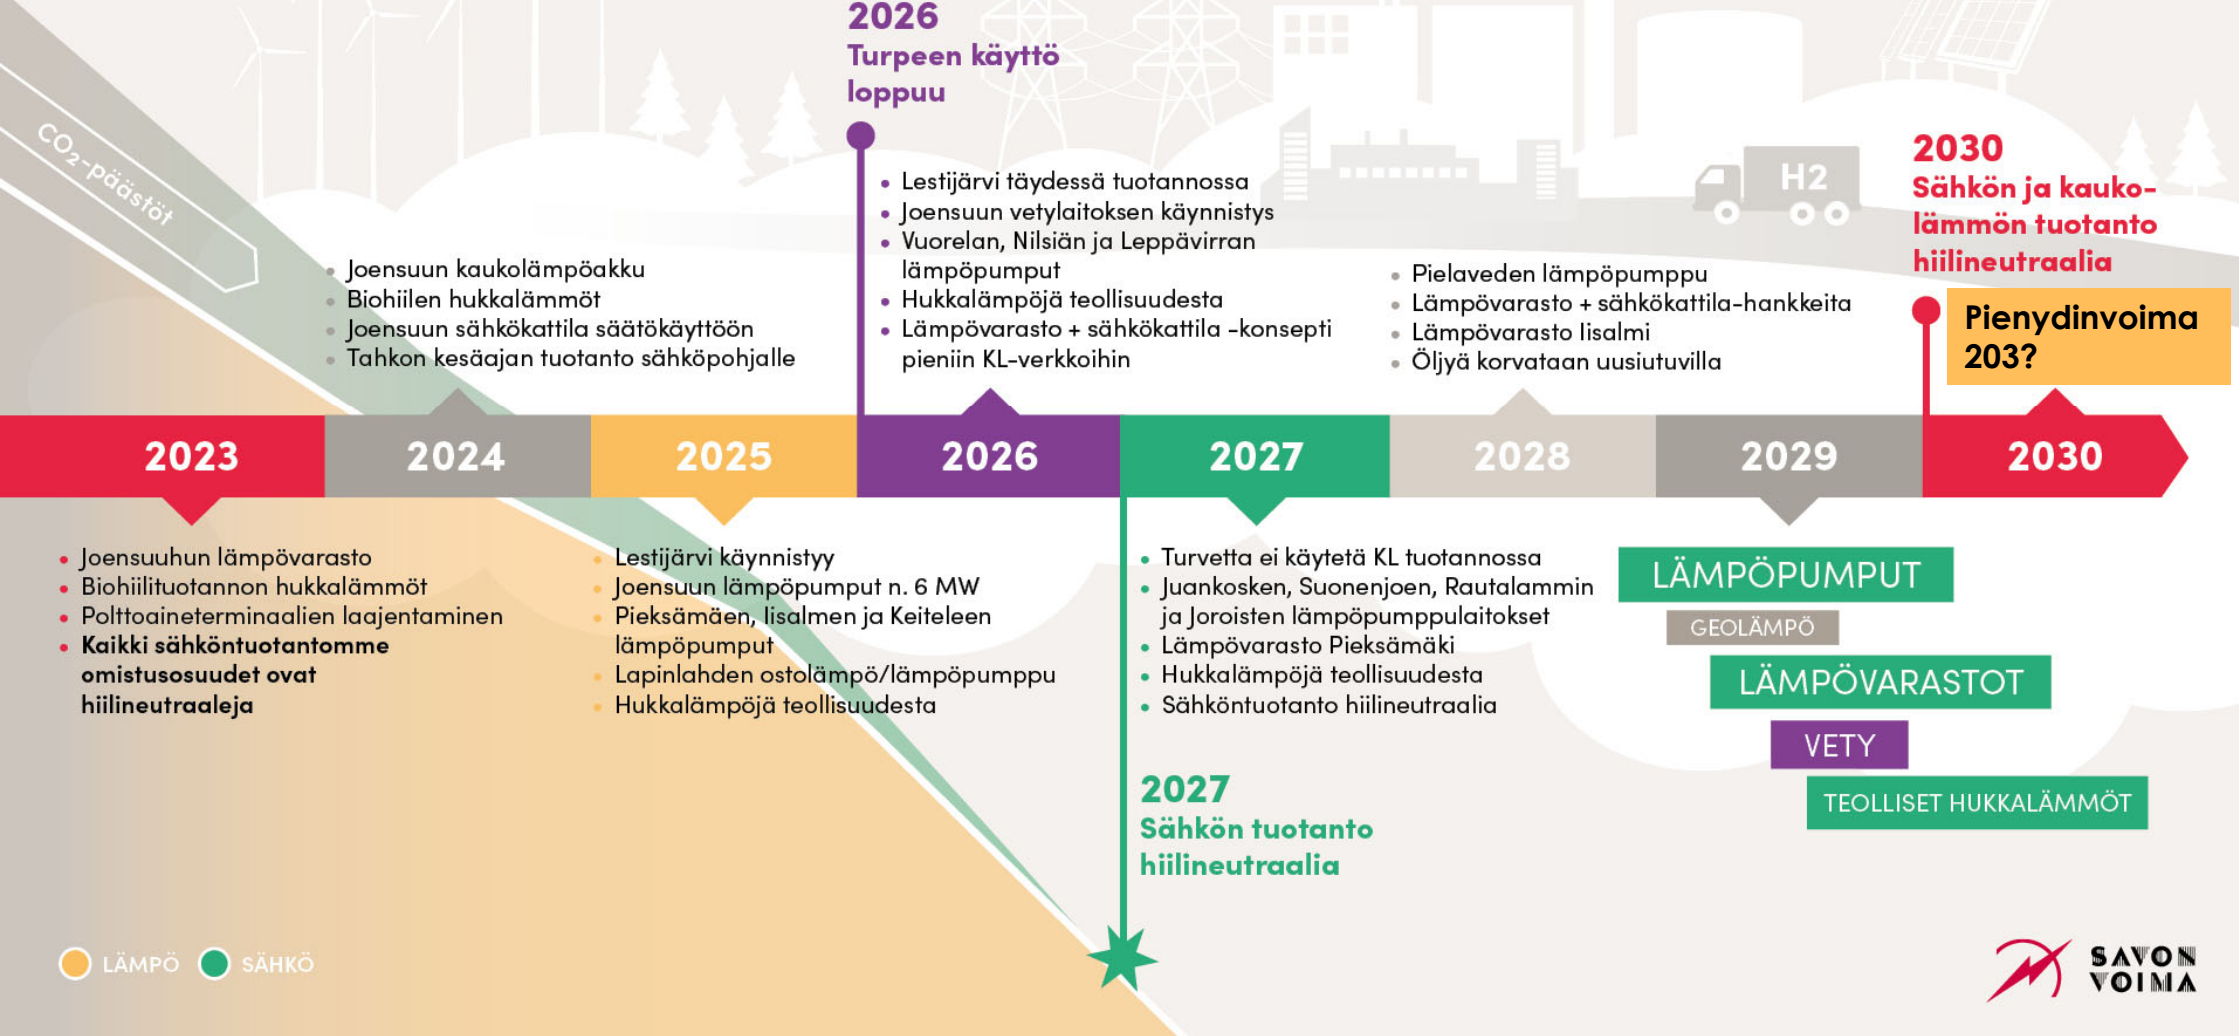 2026
Turpeen käyttö
loppuu
CO₂-päästöt
2030
Sähkön ja kauko-
lämmön tuotanto
hiilineutraalia
Pienydinvoima
203?
H2
• Joensuun kaukolämpöakku
• Biohiilen hukkalämmöt
• Joensuun sähkökattila säätökäyttöön
• Tahkon kesäajan tuotanto sähköpohjalle
• Lestijärvi täydessä tuotannossa
• Joensuun vetylaitoksen käynnistys
• Vuorelan, Nilsiän ja Leppävirran
lämpöpumput
• Hukkalämpöjä teollisuudesta
• Lämpövarasto + sähkökattila -konsepti
pieniin KL-verkkoihin
• Pielaveden lämpöpumppu
• Lämpövarasto + sähkökattila-hankkeita
• Lämpövarasto Iisalmi
• Öljyä korvataan uusiutuvilla
2023 2024 2025 2026 2027 2028 2029 2030
• Joensuuhun lämpövarasto
• Biohiilituotannon hukkalämmöt
• Polttoaineterminaalien laajentaminen
• Kaikki sähköntuotantomme
omistusosuudet ovat
hiilineutraaleja
• Lestijärvi käynnistyy
• Joensuun lämpöpumput n. 6 MW
• Pieksämäen, Iisalmen ja Keiteleen
lämpöpumput
• Lapinlahden ostolämpö/lämpöpumppu
• Hukkalämpöjä teollisuudesta
• Turvetta ei käytetä KL tuotannossa
• Juankosken, Suonenjoen, Rautalammin
ja Joroisten lämpöpumppulaitokset
• Lämpövarasto Pieksämäki
• Hukkalämpöjä teollisuudesta
• Sähköntuotanto hiilineutraalia
2027
Sähkön tuotanto
hiilineutraalia
LÄMPÖPUMPUT
GEOLÄMPÖ
LÄMPÖVARASTOT
VETY
TEOLLISET HUKKALÄMMÖT
LÄMPÖ SÄHKÖ
SAVON
VOIMA